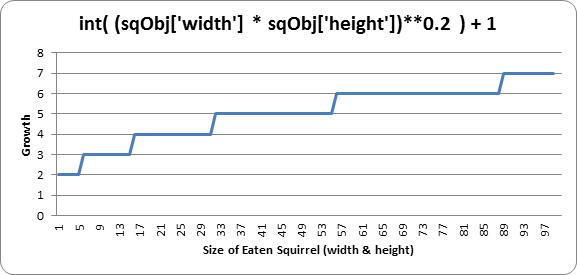 int( (sqObj['width'] * sqObj['height'])**0.2 ) + 1
8
7
6
5
4
3
2
1
0
Growth
1 5 9 13 17 21 25 29 33 37 41 45 49 53 57 61 65 69 73 77 81 85 89 93 97
Size of Eaten Squirrel (width & height)